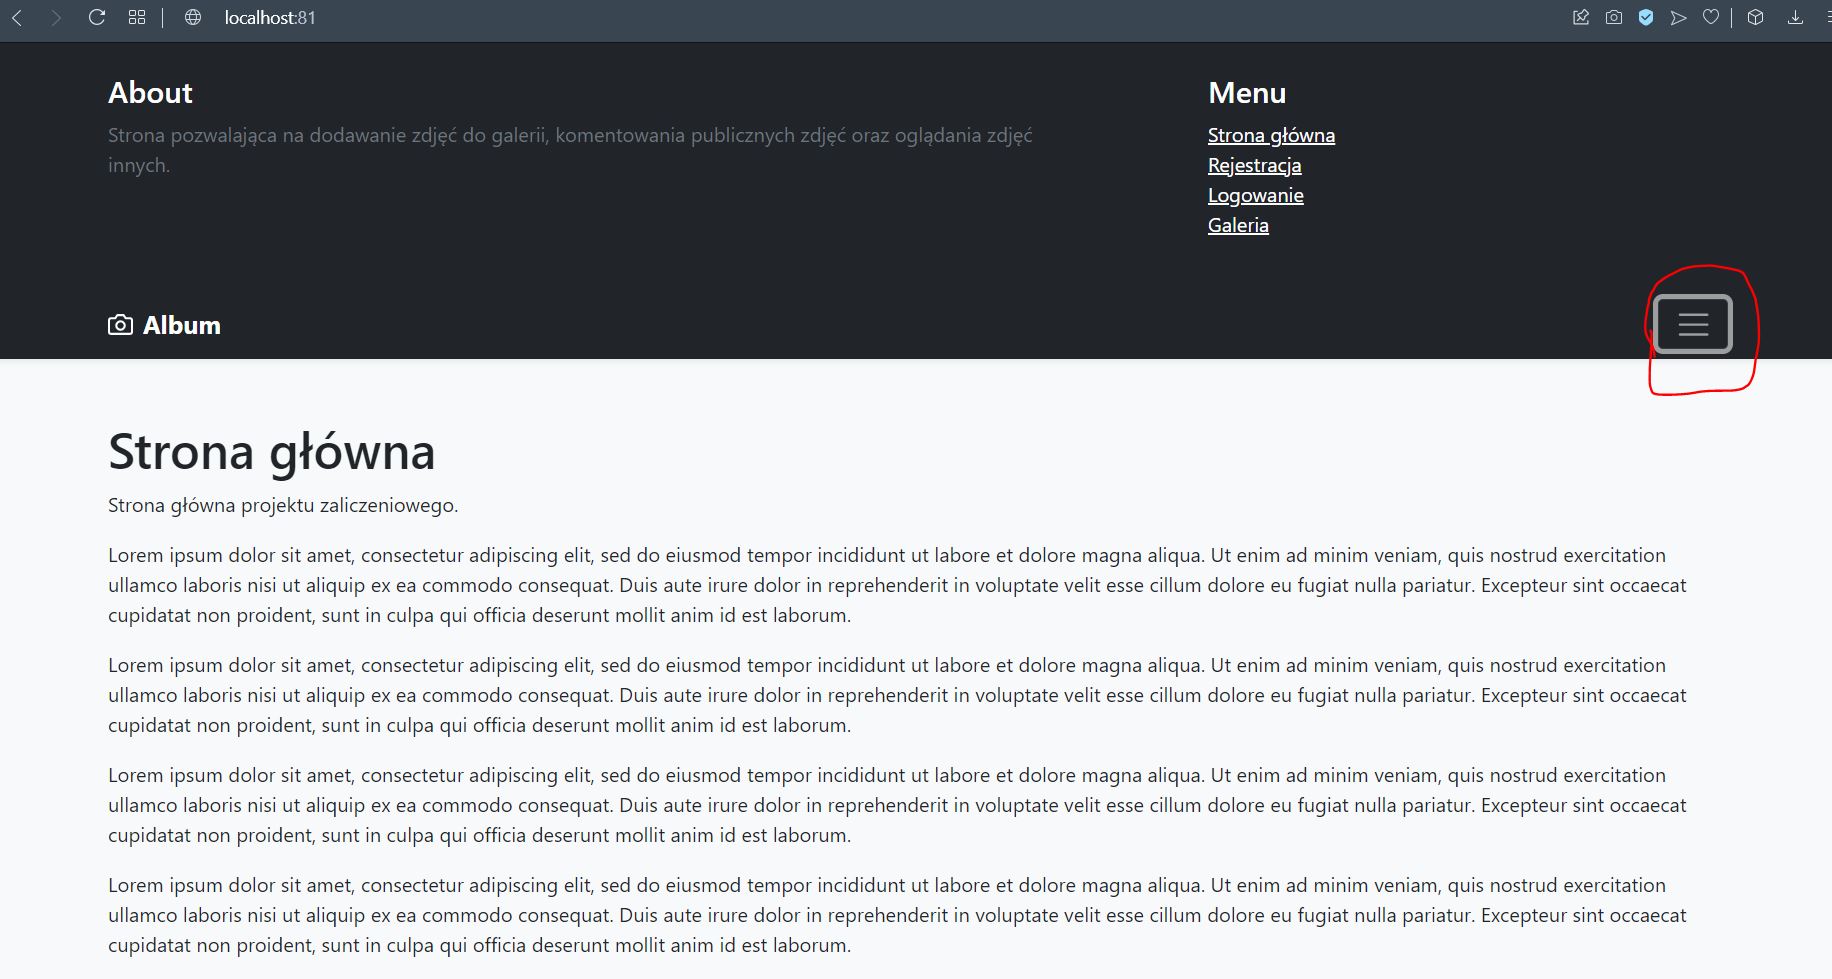 localhost:81
About
Strona pozwalająca na dodawanie zdjęć do galerii, komentowania publicznych zdjęć oraz oglądania zdjęć
innych.
Menu
Strona główna
Rejestracja
Logowanie
Galeria
Album
Strona główna
Strona główna projektu zaliczeniowego.
Lorem ipsum dolor sit amet, consectetur adipiscing elit, sed do eiusmod tempor incididunt ut labore et dolore magna aliqua. Ut enim ad minim veniam, quis nostrud exercitation
ullamco laboris nisi ut aliquip ex ea commodo consequat. Duis aute irure dolor in reprehenderit in voluptate velit esse cillum dolore eu fugiat nulla pariatur. Excepteur sint occaecat
cupidatat non proident, sunt in culpa qui officia deserunt mollit anim id est laborum.
Lorem ipsum dolor sit amet, consectetur adipiscing elit, sed do eiusmod tempor incididunt ut labore et dolore magna aliqua. Ut enim ad minim veniam, quis nostrud exercitation
ullamco laboris nisi ut aliquip ex ea commodo consequat. Duis aute irure dolor in reprehenderit in voluptate velit esse cillum dolore eu fugiat nulla pariatur. Excepteur sint occaecat
cupidatat non proident, sunt in culpa qui officia deserunt mollit anim id est laborum.
Lorem ipsum dolor sit amet, consectetur adipiscing elit, sed do eiusmod tempor incididunt ut labore et dolore magna aliqua. Ut enim ad minim veniam, quis nostrud exercitation
ullamco laboris nisi ut aliquip ex ea commodo consequat. Duis aute irure dolor in reprehenderit in voluptate velit esse cillum dolore eu fugiat nulla pariatur. Excepteur sint occaecat
cupidatat non proident, sunt in culpa qui officia deserunt mollit anim id est laborum.
Lorem ipsum dolor sit amet, consectetur adipiscing elit, sed do eiusmod tempor incididunt ut labore et dolore magna aliqua. Ut enim ad minim veniam, quis nostrud exercitation
ullamco laboris nisi ut aliquip ex ea commodo consequat. Duis aute irure dolor in reprehenderit in voluptate velit esse cillum dolore eu fugiat nulla pariatur. Excepteur sint occaecat
cupidatat non proident, sunt in culpa qui officia deserunt mollit anim id est laborum.